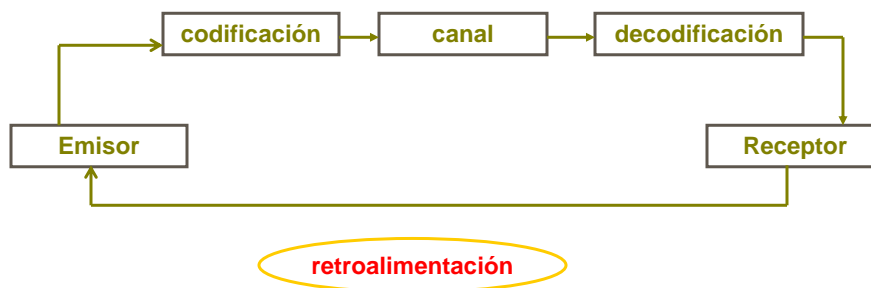 codificación
canal
decodificación
Emisor
Receptor
retroalimentación